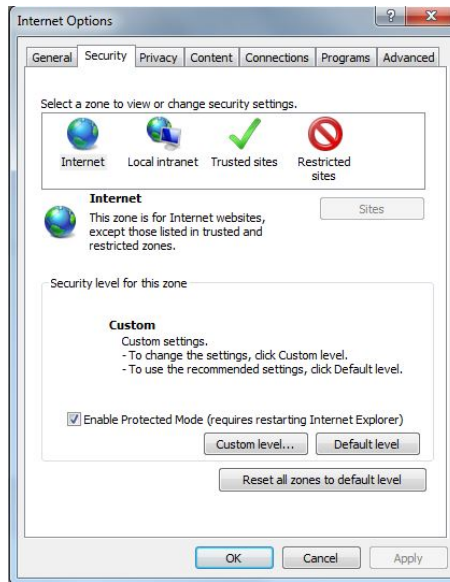 Internet Options
?
X
General Security Privacy Content Connections Programs Advanced
Select a zone to view or change security settings.
Internet Local intranet Trusted sites Restricted
sites
Internet
Sites
This zone is for Internet websites,
except those listed in trusted and
restricted zones.
Security level for this zone
Custom
Custom settings.
- To change the settings, click Custom level.
- To use the recommended settings, click Default level.
Enable Protected Mode (requires restarting Internet Explorer)
Custom level... Default level
Reset all zones to default level
OK Cancel Apply